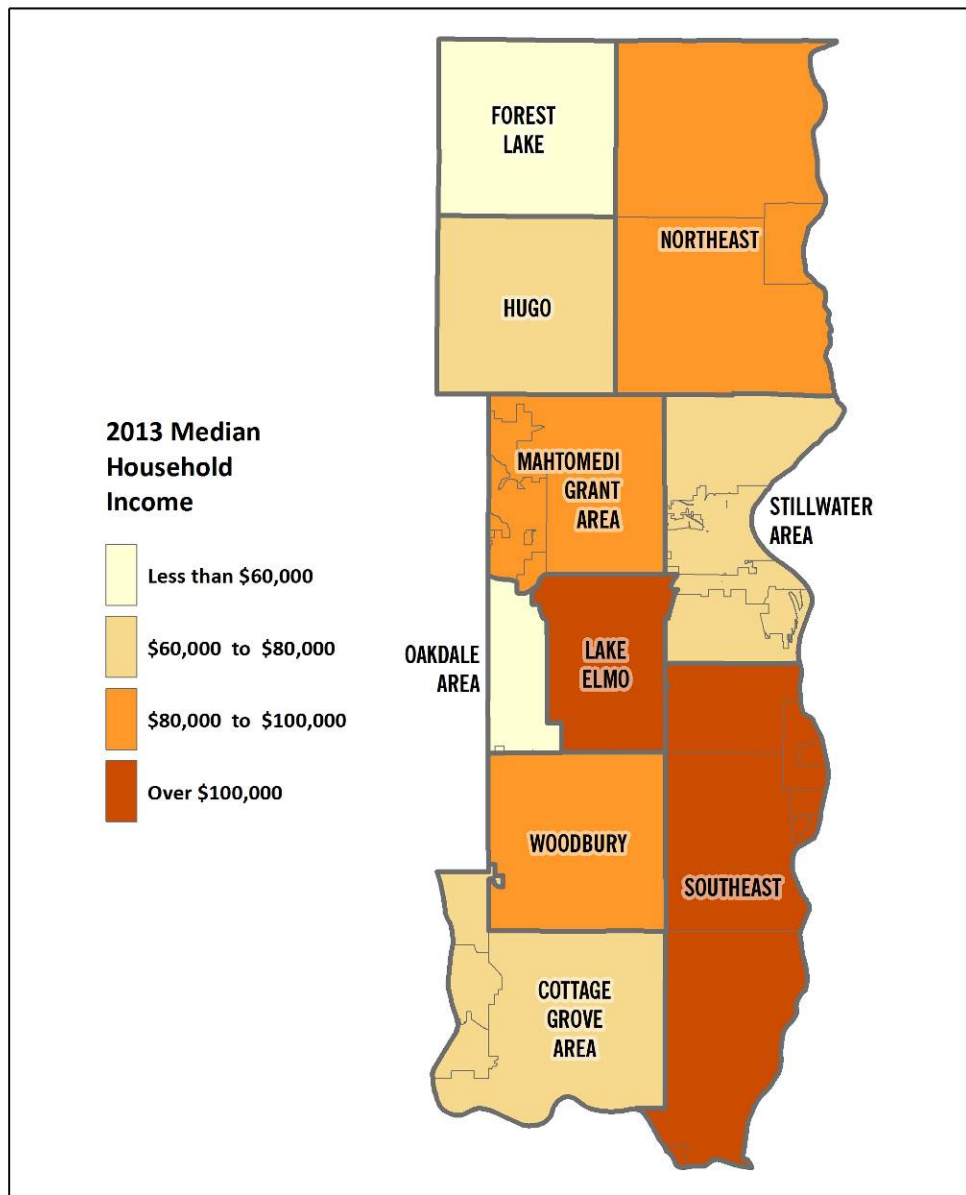 FOREST
LAKE
NORTHEAST
HUGO
2013 Median
Household
Income
Less than $60,000
$60,000 to $80,000
$80,000 to $100,000
Over $100,000
MAHTOMEDI
GRANT
AREA
STILLWATER
AREA
OAKDALE
AREA
LAKE
ELMO
WOODBURY
SOUTHEAST
COTTAGE
GROVE
AREA